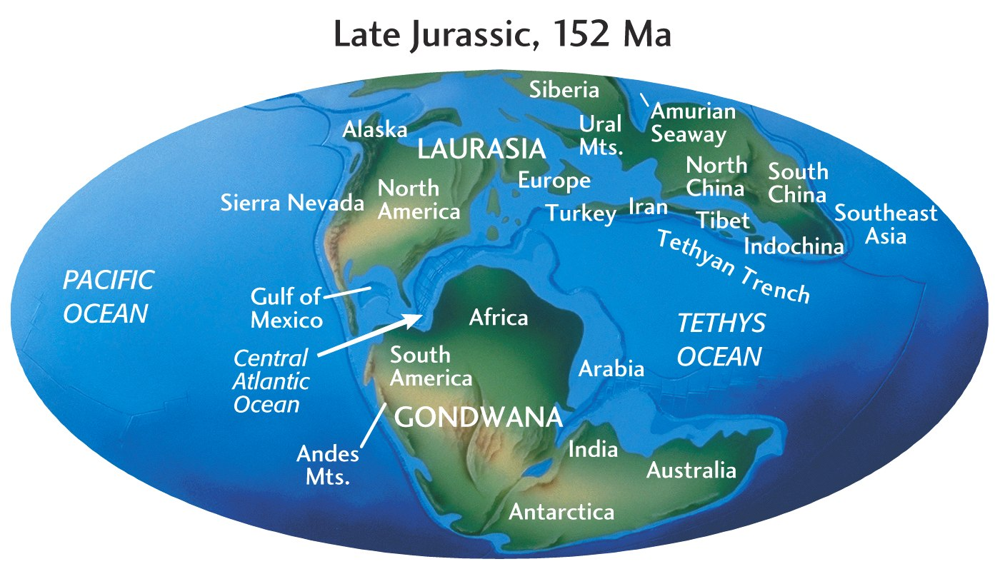 Late Jurassic, 152 Ma
Siberia
Amurian
Seaway
Ural
Mts.
Alaska
LAURASIA
North
China
South
China
Europe
North
America
Sierra Nevada
Turkey
Iran
Tibet
Southeast
Asia
Indochina
Tethyan Trench
PACIFIC
OCEAN
Gulf of
Mexico
Africa
TETHYS
OCEAN
Central
Atlantic
Ocean
South
America
Arabia
GONDWANA
Andes
Mts.
India
Australia
Antarctica